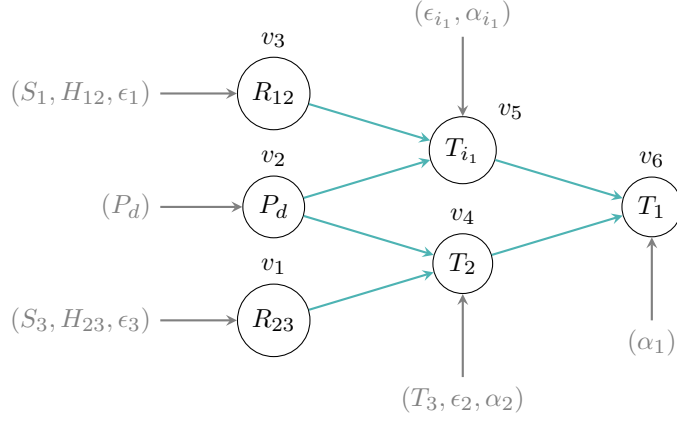 (ϵ_{i_1}, α_{i_1})
v_3
(S_1, H_{12}, ϵ_1)
R_{12}
v_5
T_{i_1}
v_2
v_6
(P_d)
P_d
T_1
v_4
T_2
v_1
(S_3, H_{23}, ϵ_3)
R_{23}
(α_1)
(T_3, ϵ_2, α_2)